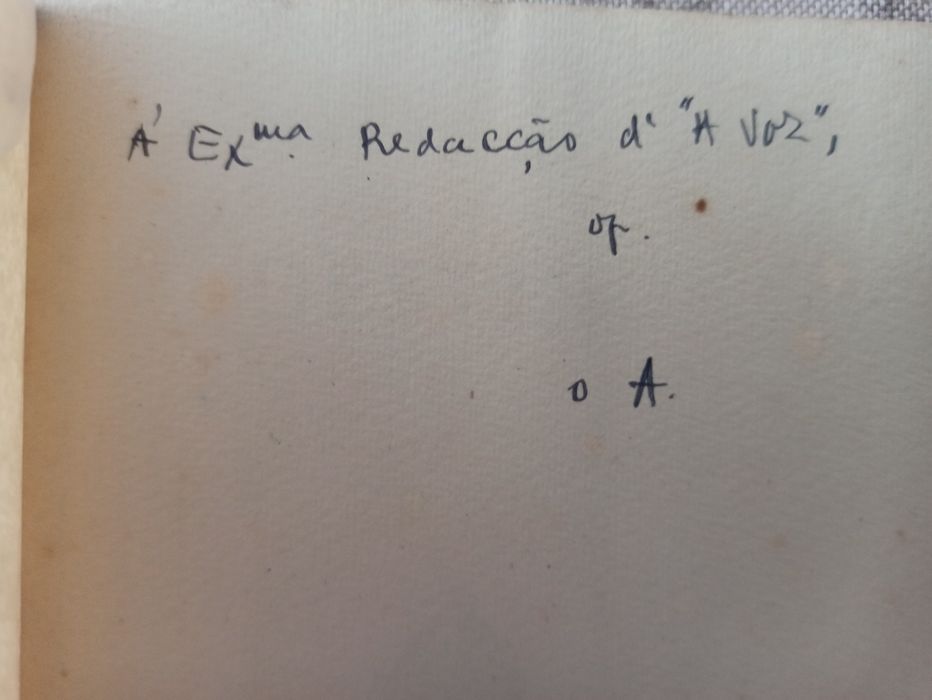 Á Ex.ma Redacção d' "A Voz",
of.
o A.